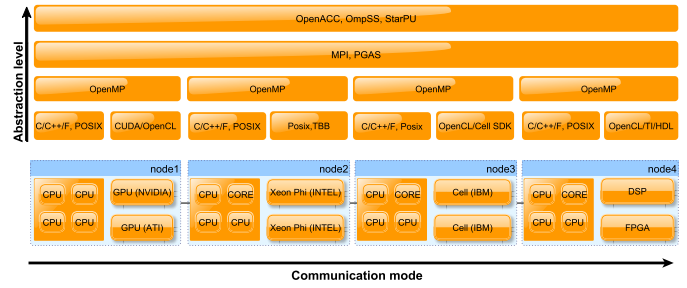 Abstraction level
OpenACC, OmpSS, StarPU
MPI, PGAS
OpenMP OpenMP OpenMP OpenMP
C/C++/F, POSIX CUDA/OpenCL C/C++/F, POSIX Posix,TBB C/C++/F, Posix OpenCL/Cell SDK C/C++/F, POSIX OpenCL/TI/HDL
node1 node2 node3 node4
CPU CPU GPU (NVIDIA) CPU CORE Xeon Phi (INTEL) CPU CORE Cell (IBM) CPU CORE DSP
CPU CPU GPU (ATI) CPU CPU Xeon Phi (INTEL) CPU CPU Cell (IBM) CPU CPU FPGA
Communication mode